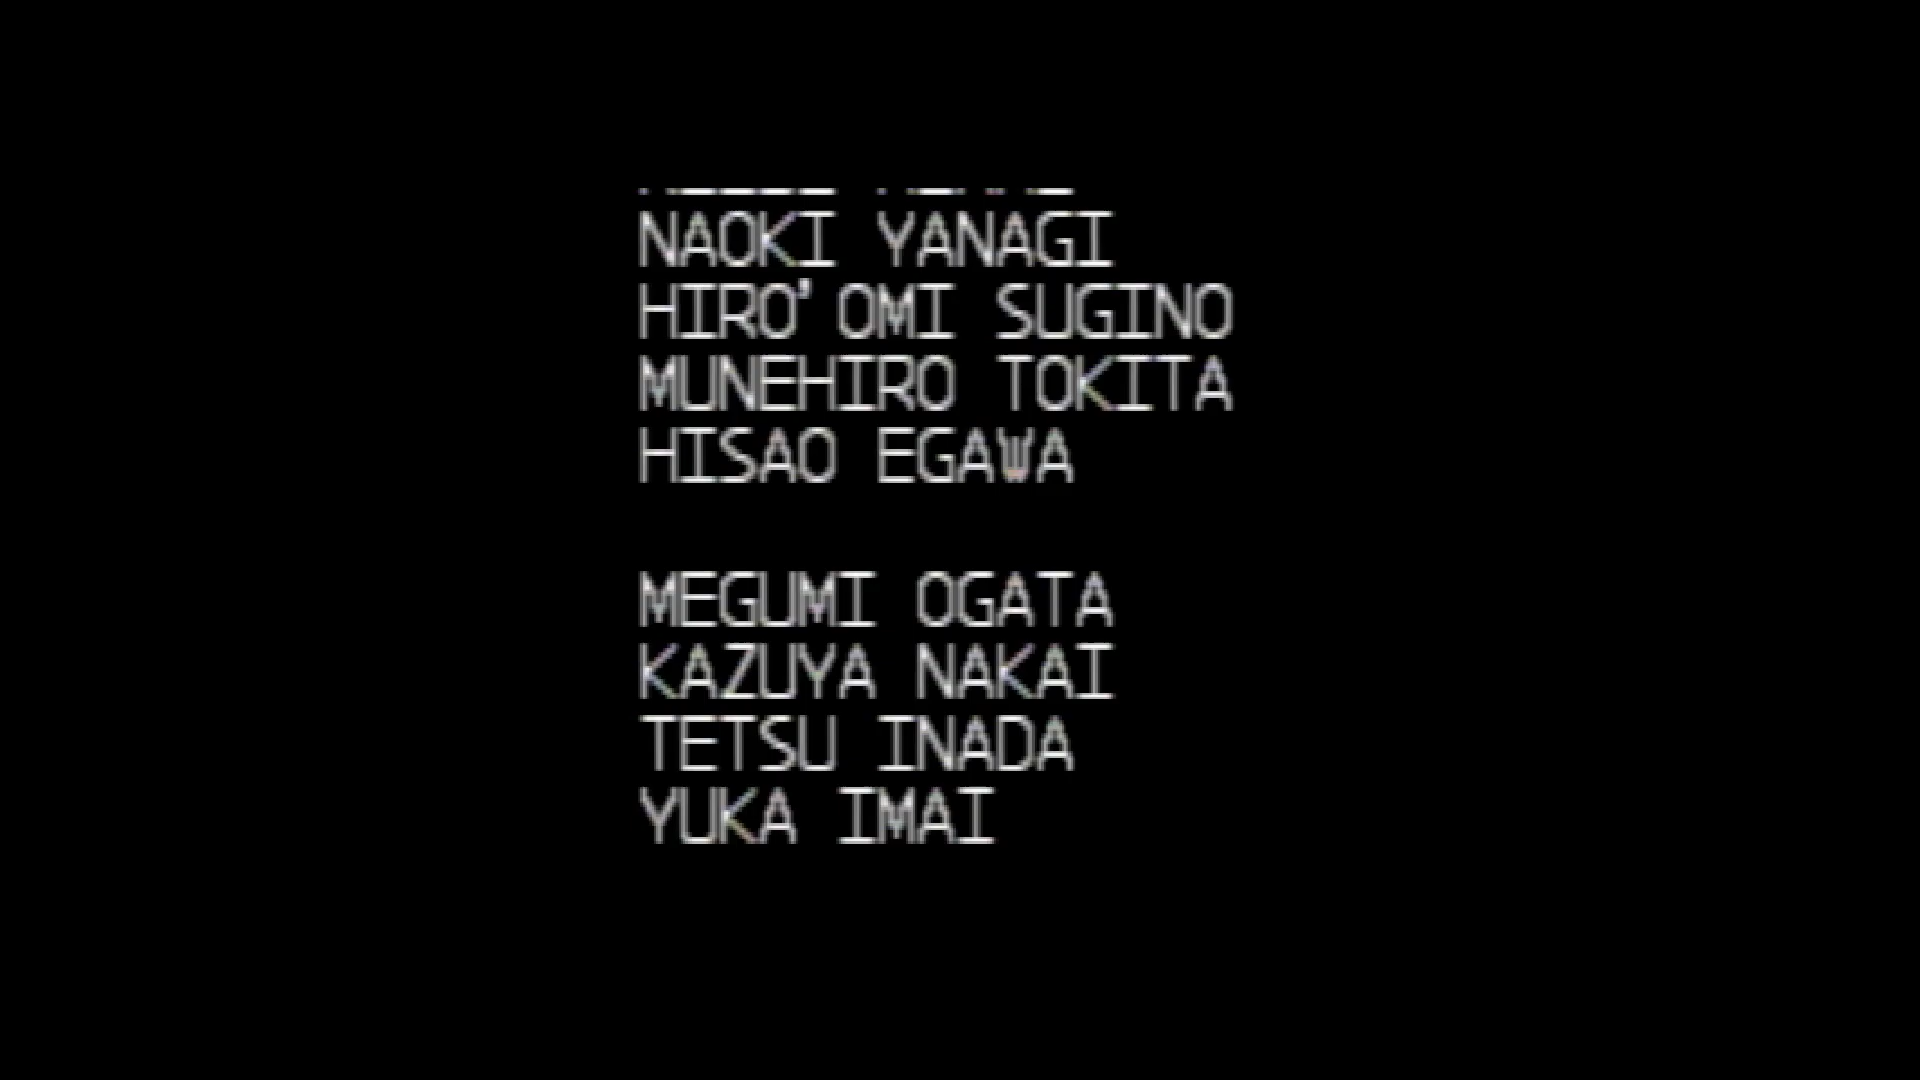 NAOKI YANAGI
HIRO'OMI SUGINO
MUNEHIRO TOKITA
HISAO EGAWA
MEGUMI OGATA
KAZUYA NAKAI
TETSU INADA
YUKA IMAI